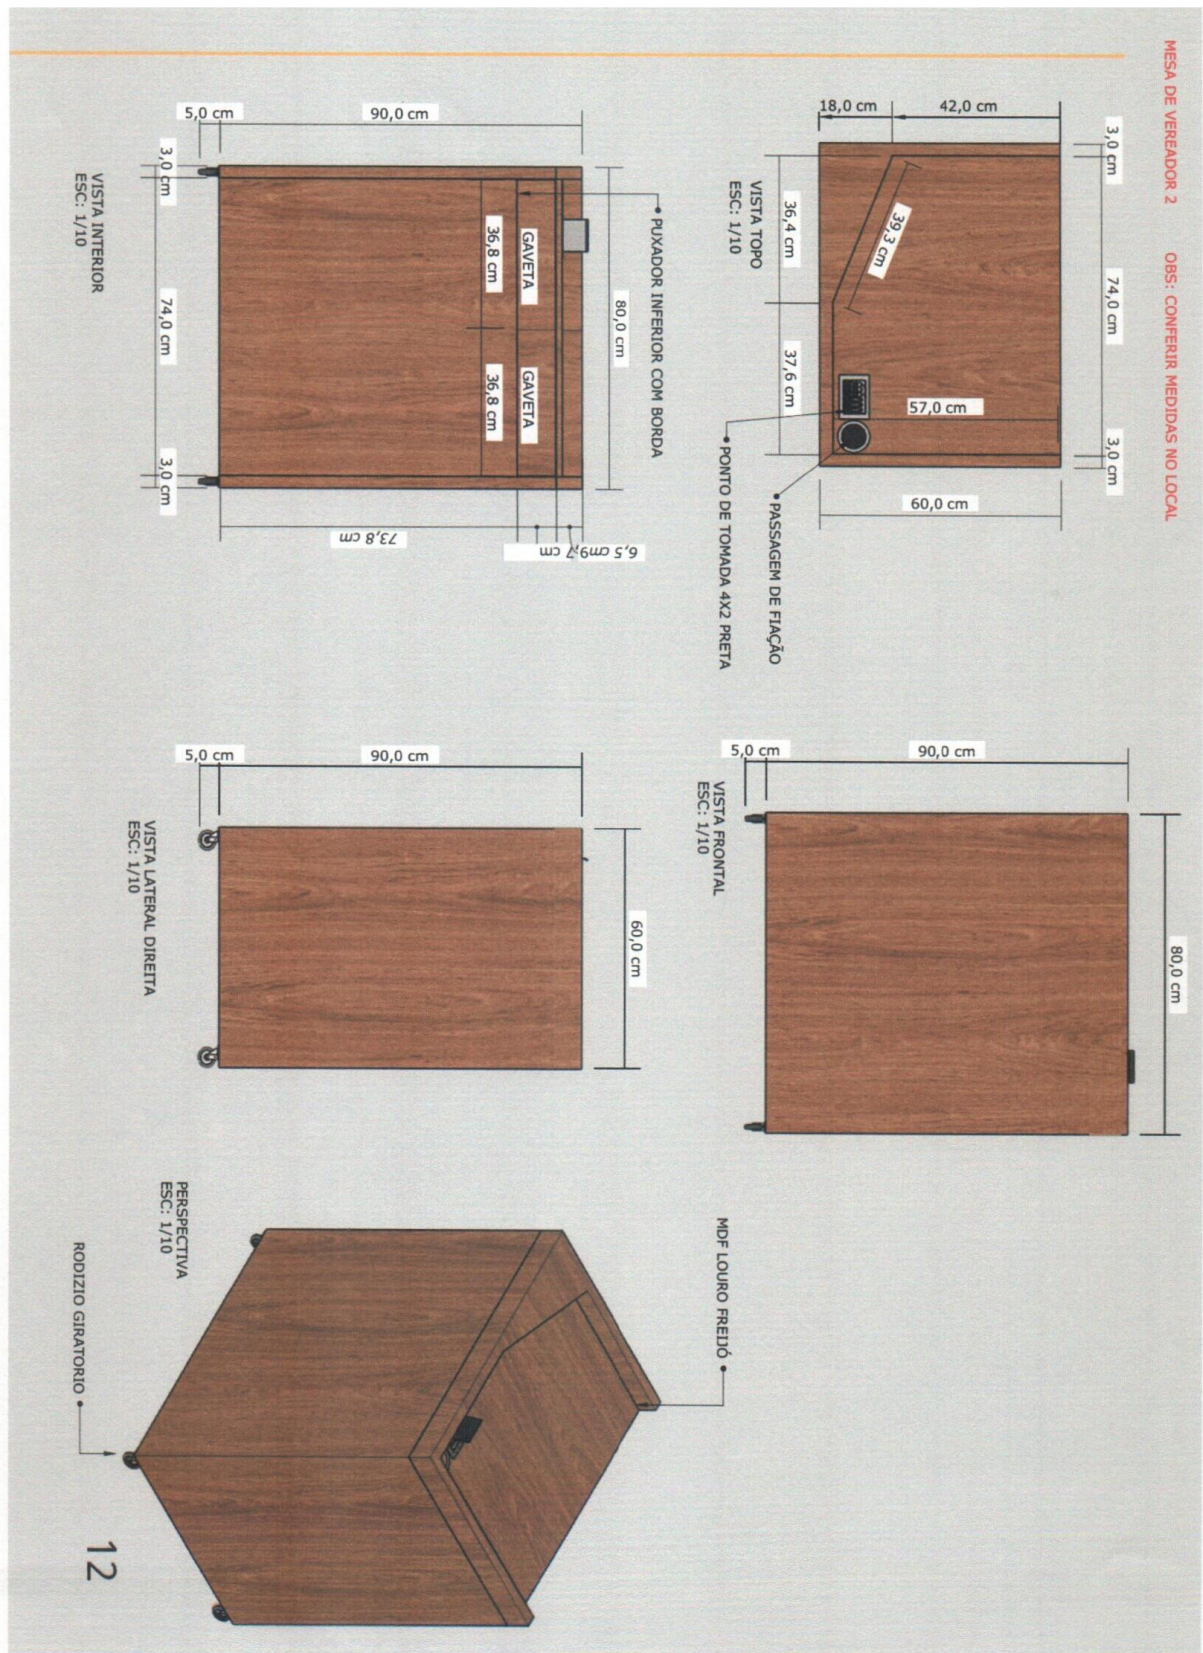 MESA DE VEREADOR 2
OBS: CONFERIR MEDIDAS NO LOCAL
3,0 cm
74,0 cm
3,0 cm
42,0 cm
18,0 cm
39,3 cm
57,0 cm
60,0 cm
36,4 cm
37,6 cm
PASSAGEM DE FIAÇÃO
PONTO DE TOMADA 4X2 PRETA
VISTA TOPO
ESC: 1/10
80,0 cm
90,0 cm
5,0 cm
VISTA FRONTAL
ESC: 1/10
MDF LOURO FREIJÓ
PUXADOR INFERIOR COM BORDA
80,0 cm
90,0 cm
5,0 cm
GAVETA
GAVETA
36,8 cm
36,8 cm
6,5 cm
9,7 cm
73,8 cm
3,0 cm
74,0 cm
3,0 cm
VISTA INTERIOR
ESC: 1/10
60,0 cm
90,0 cm
5,0 cm
VISTA LATERAL DIREITA
ESC: 1/10
PERSPECTIVA
ESC: 1/10
RODIZIO GIRATORIO
12